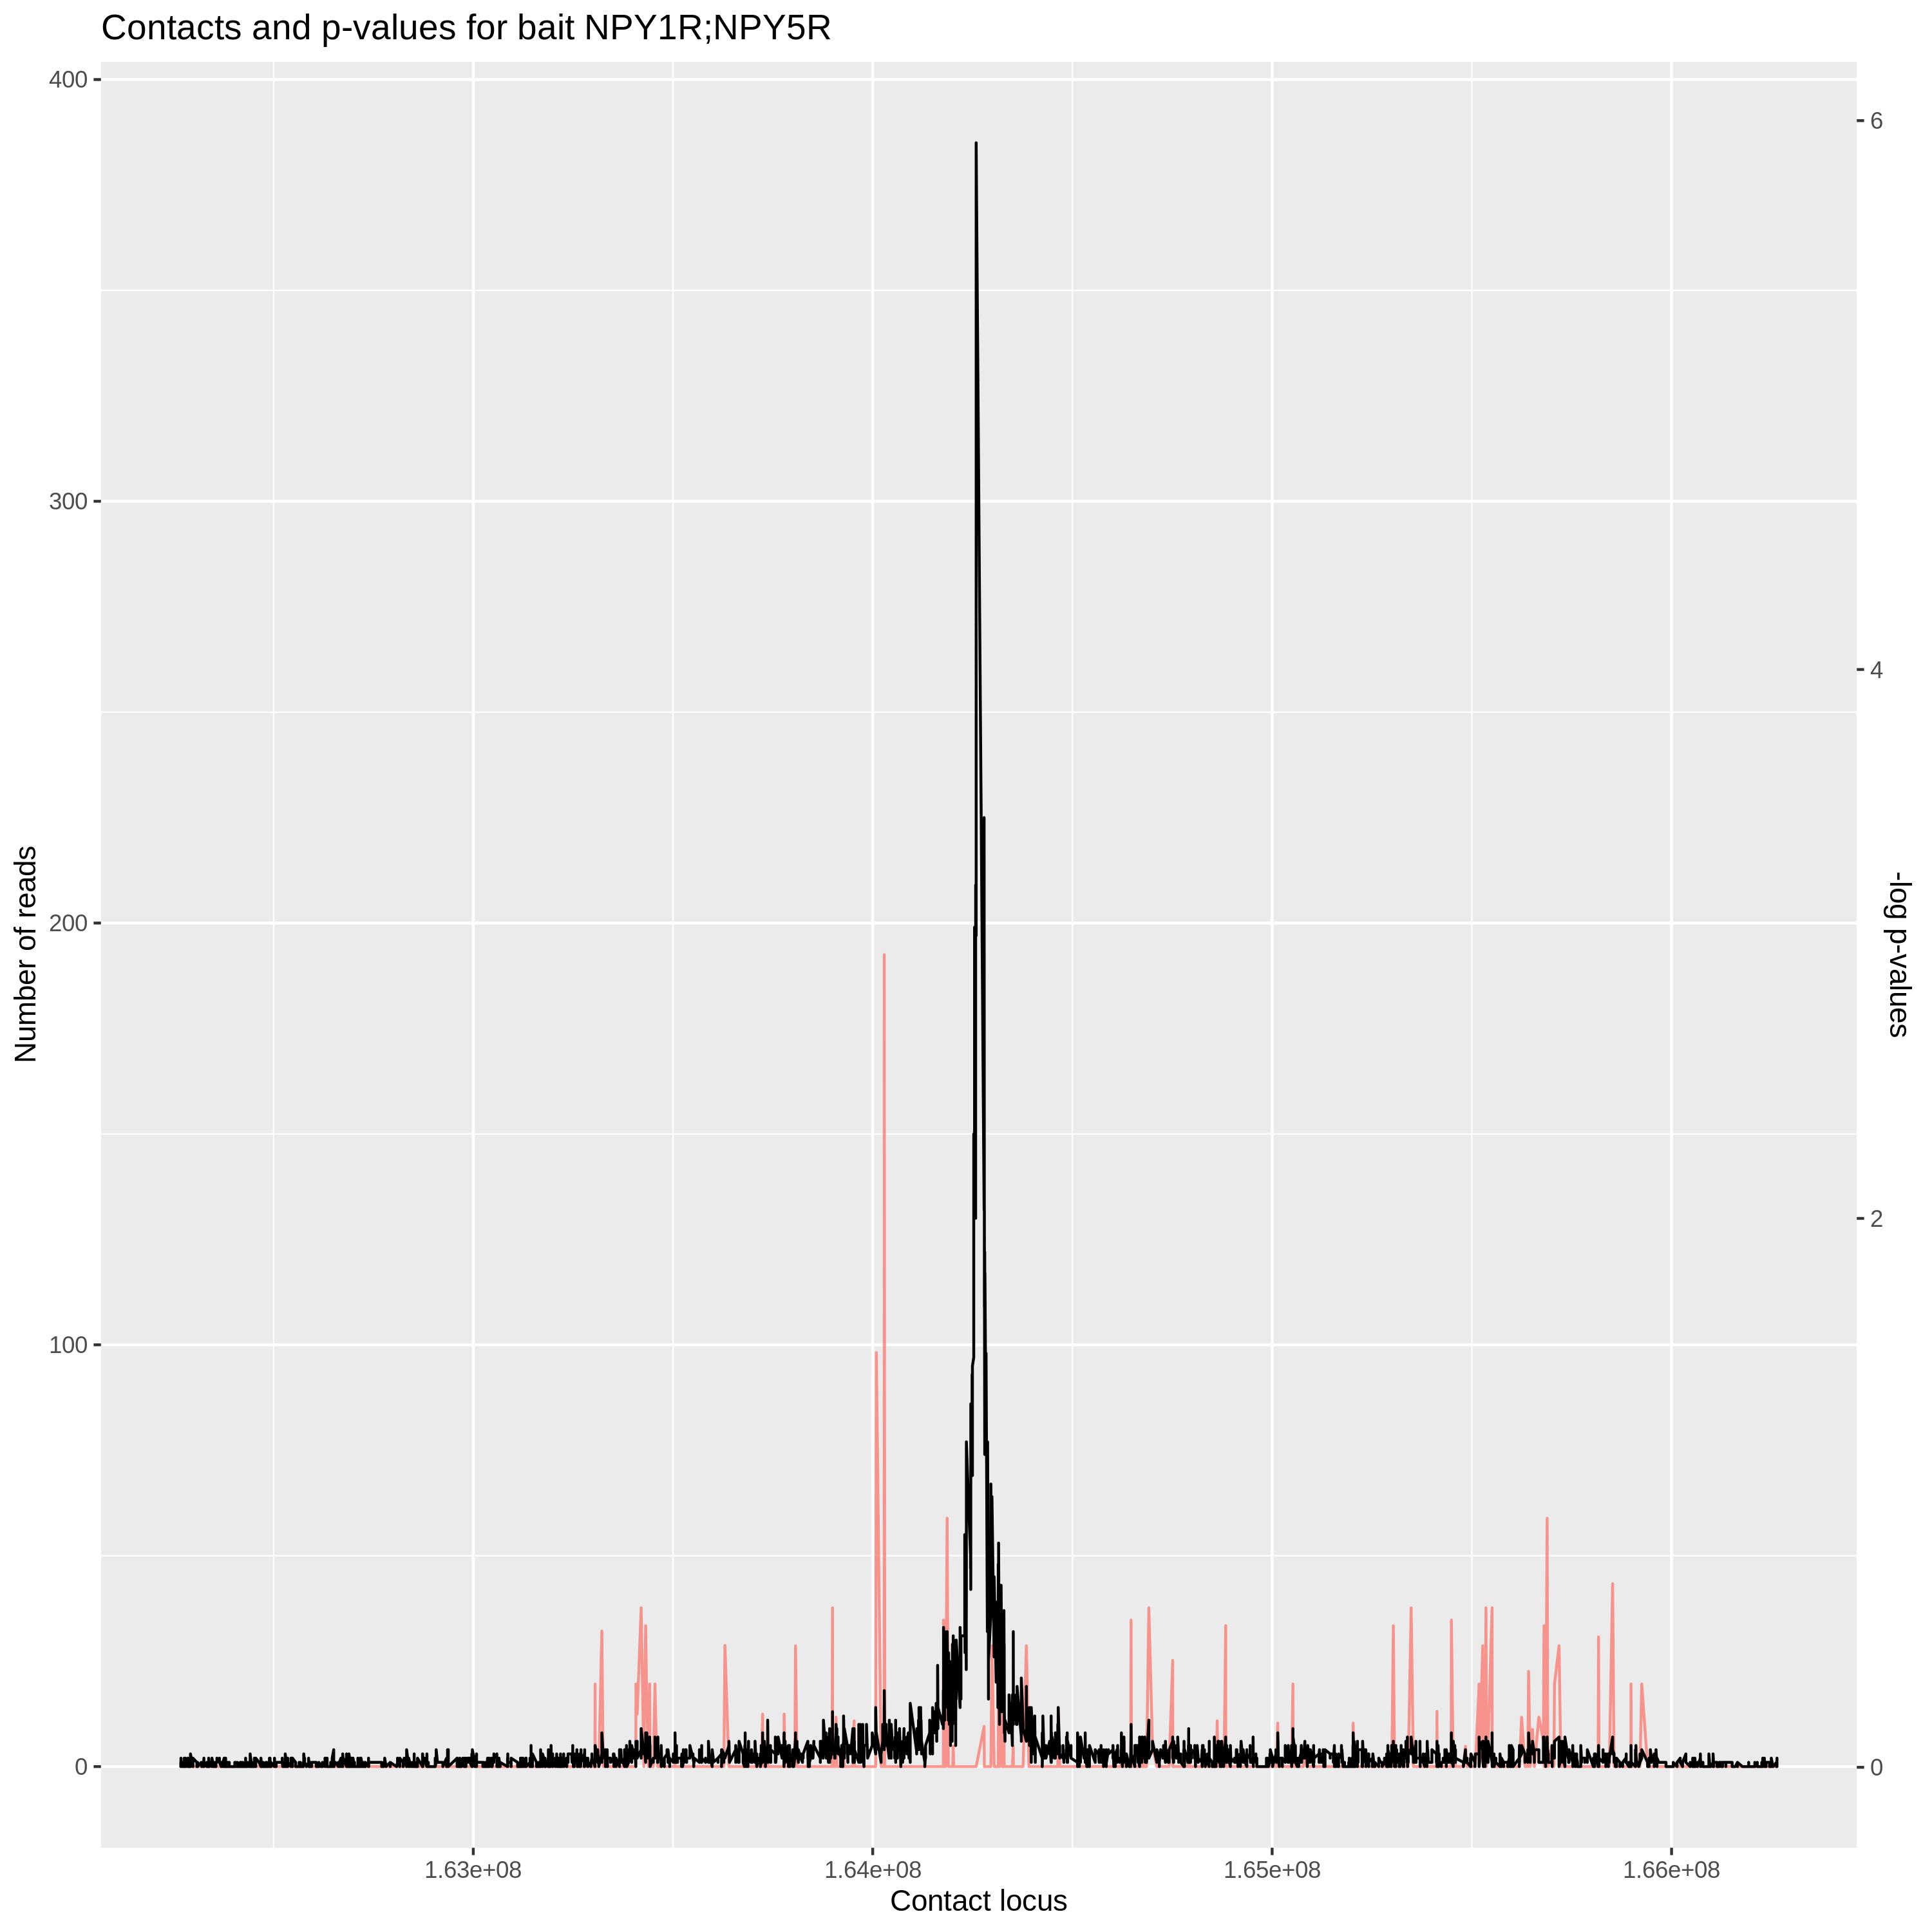 Contacts and p-values for bait NPY1R;NPY5R
400
300
200
100
0
Number of reads
6
4
2
0
-log p-values
1.63e+08
1.64e+08
1.65e+08
1.66e+08
Contact locus